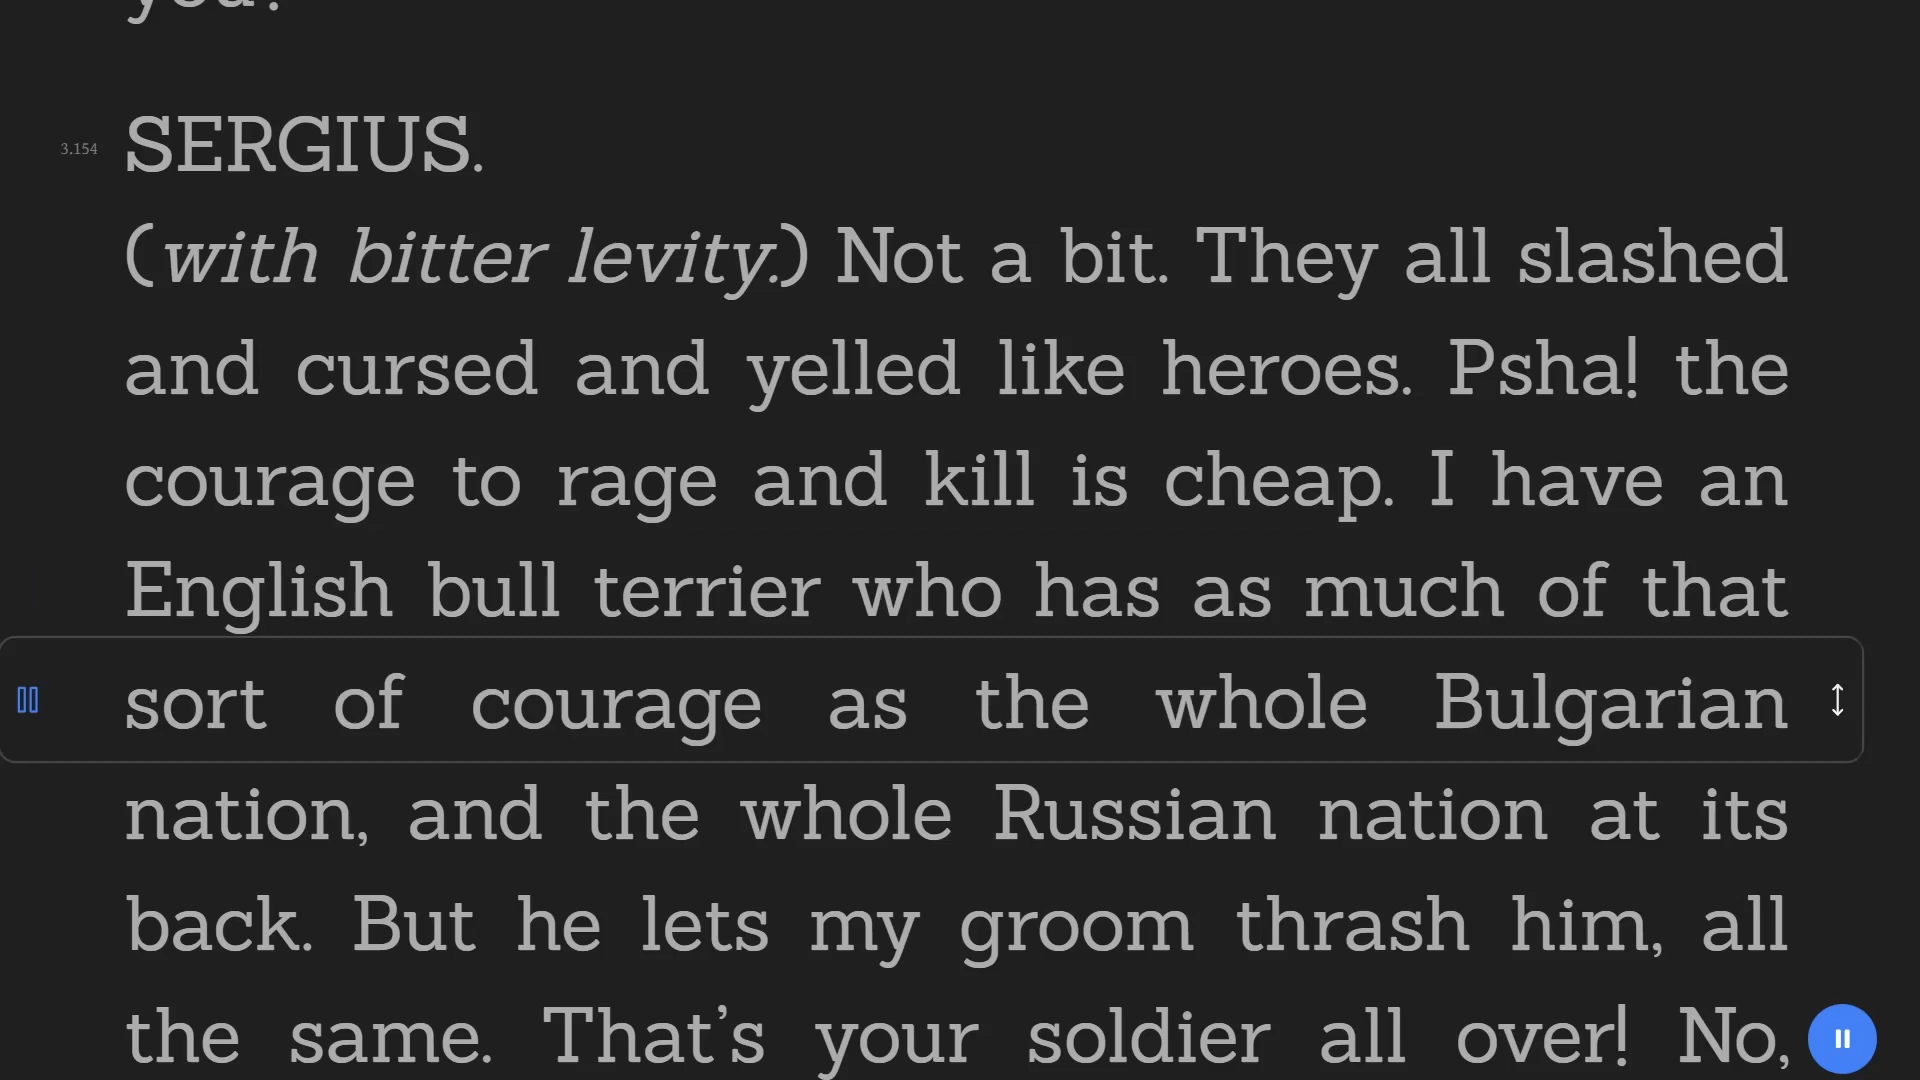 you?
3.154 SERGIUS.
(with bitter levity.) Not a bit. They all slashed
and cursed and yelled like heroes. Psha! the
courage to rage and kill is cheap. I have an
English bull terrier who has as much of that
sort of courage as the whole Bulgarian
nation, and the whole Russian nation at its
back. But he lets my groom thrash him, all
the same. That’s your soldier all over! No,